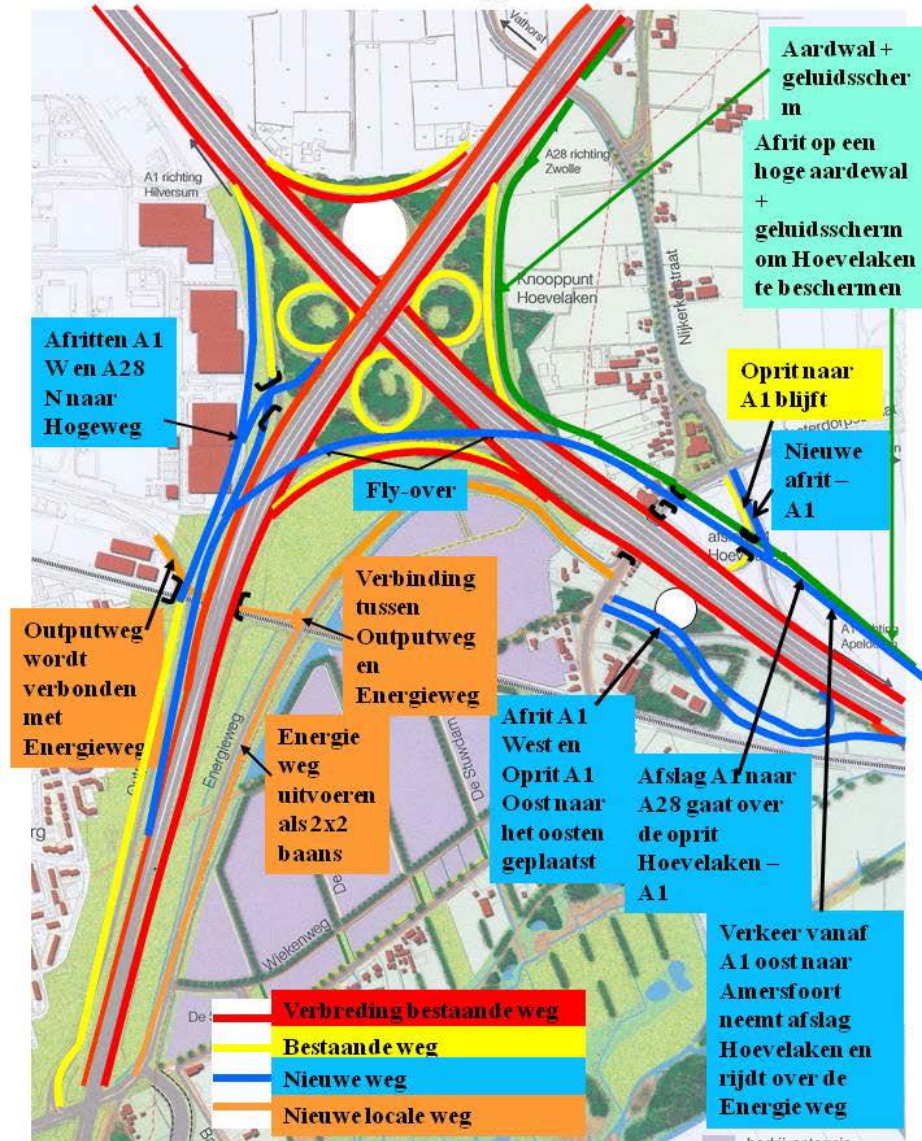 Vathorst
Aardwal +
geluidsscher
m
Afrit op een
hoge aardewal
+
geluidsscherm
om Hoevelaken
te beschermen
A1 richting
Hilversum
A28 richting
Zwolle
Knooppunt
Hoevelaken
Nijkerkerstraat
Afritten A1
W en A28
N naar
Hogeweg
Oprit naar
A1 blijft
Nieuwe
afrit –
A1
Fly-over
Hoeve
A1 richting
Apeldoorn
Outputweg
wordt
verbonden
met
Energieweg
Verbinding
tussen
Outputweg
en
Energieweg
Energieweg
Energie
weg
uitvoeren
als 2x2
baans
De Stuwdam
Afrit A1
West en
Oprit A1
Oost naar
het oosten
geplaatst
Afslag A1 naar
A28 gaat over
de oprit
Hoevelaken –
A1
Wiekenweg
Verkeer vanaf
A1 oost naar
Amersfoort
neemt afslag
Hoevelaken en
rijdt over de
Energie weg
Verbreding bestaande weg
Bestaande weg
Nieuwe weg
Nieuwe locale weg